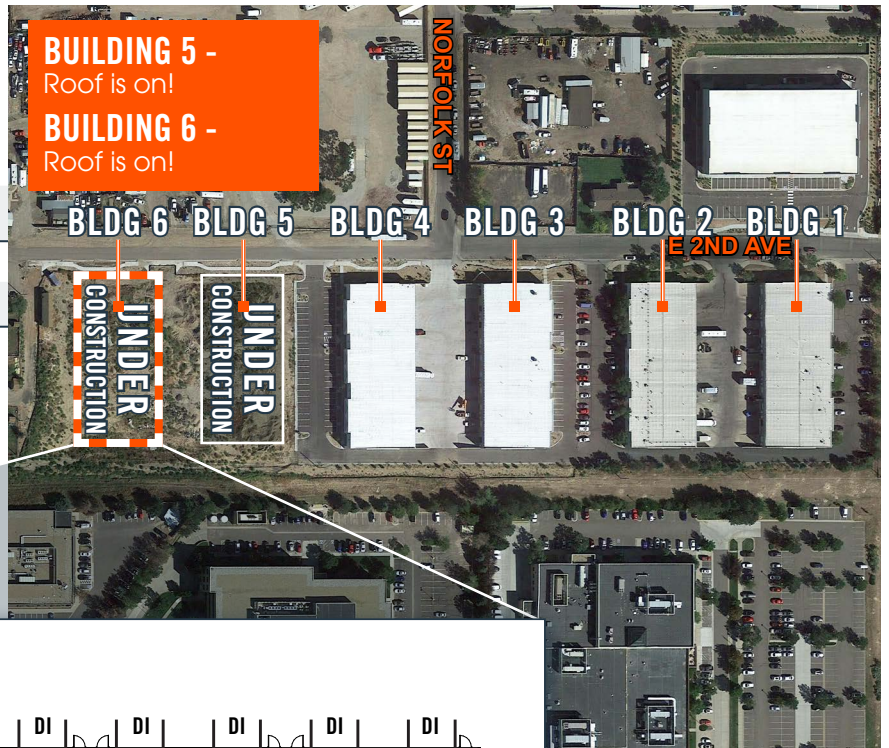 BUILDING 5 -
Roof is on!
BUILDING 6 -
Roof is on!
NORFOLK ST
BLDG 6
BLDG 5
BLDG 4
BLDG 3
BLDG 2
BLDG 1
E 2ND AVE
UNDER
CONSTRUCTION
UNDER
CONSTRUCTION
DI
DI
DI
DI
DI